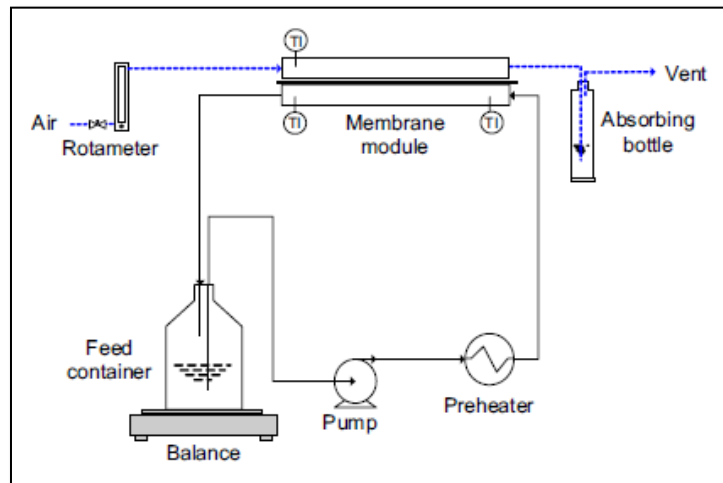 TI
Air
Rotameter
TI
TI
Membrane
module
Vent
Absorbing
bottle
Feed
container
Balance
Pump
Preheater